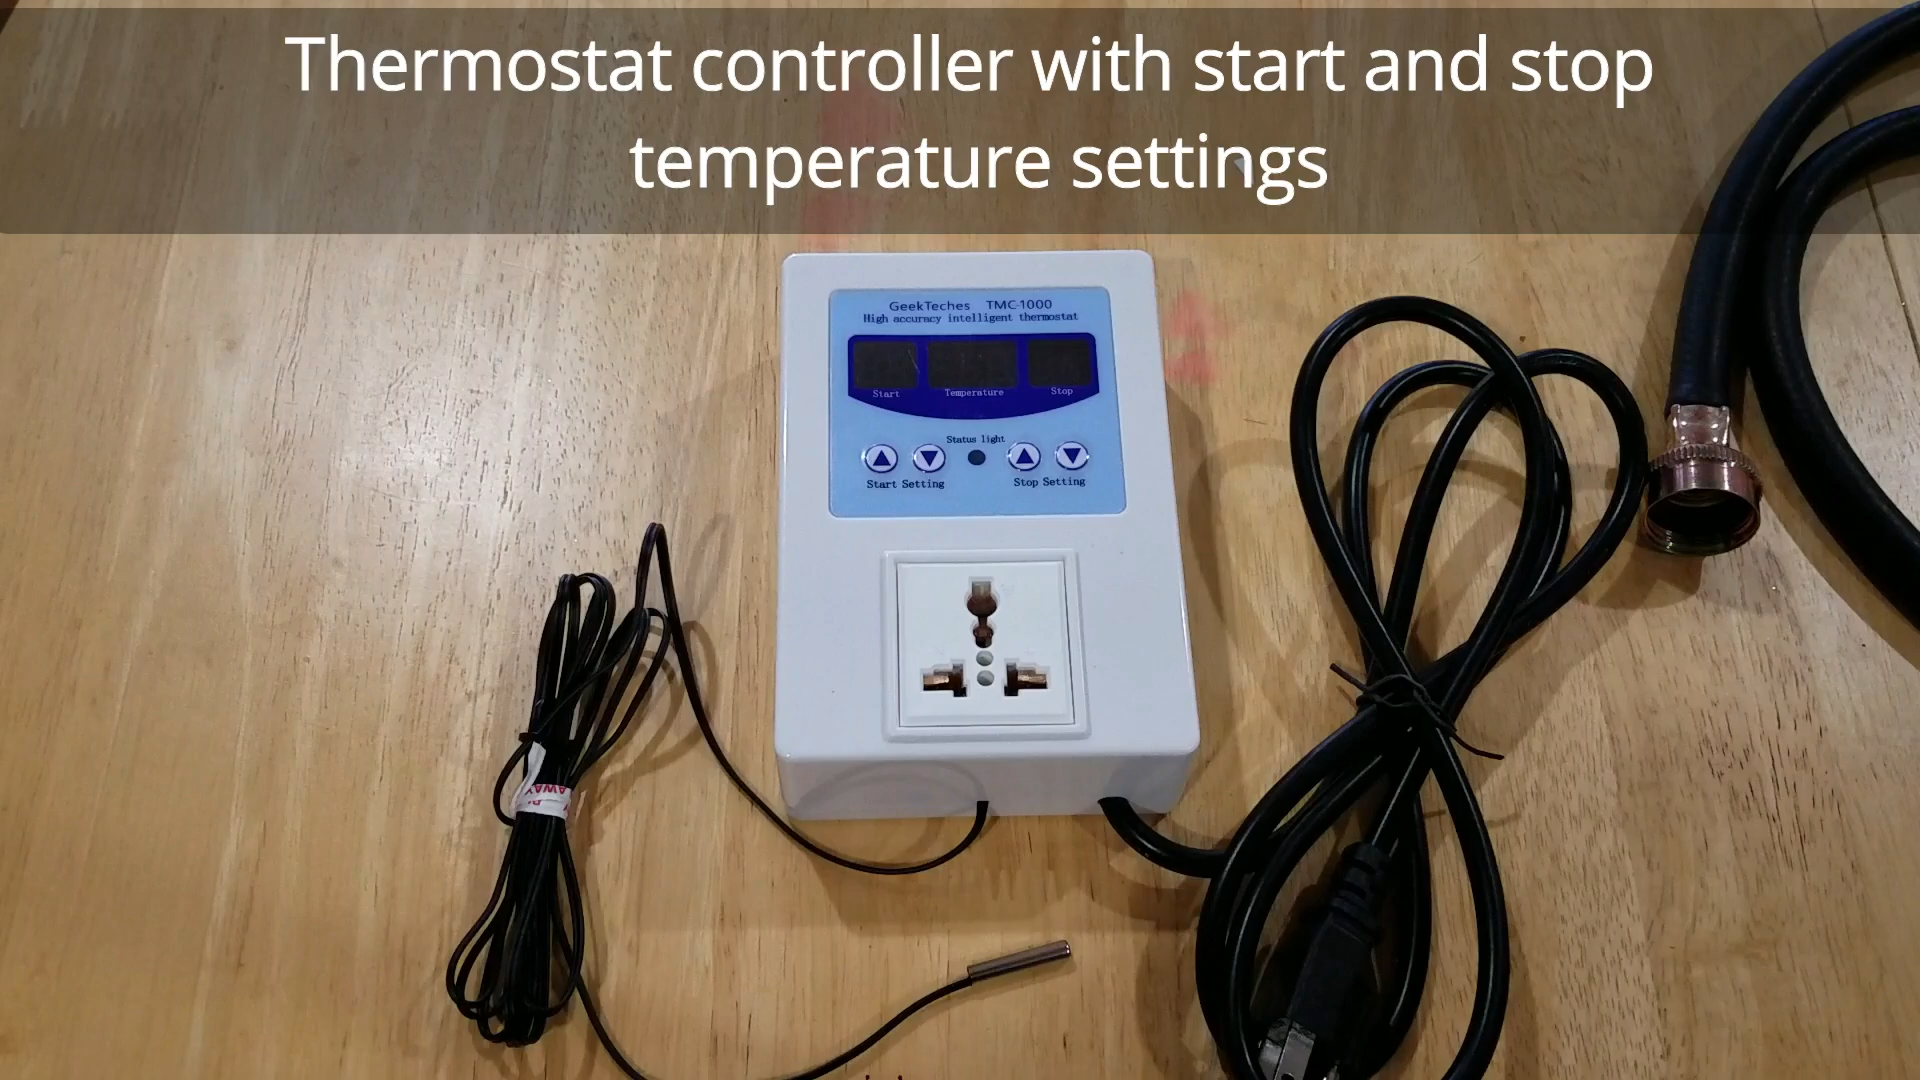 Thermostat controller with start and stop
temperature settings
GeekTeches TMC-1000
High accuracy intelligent thermostat
Start Temperature Stop
Status light
Start Setting Stop Setting
AWAY